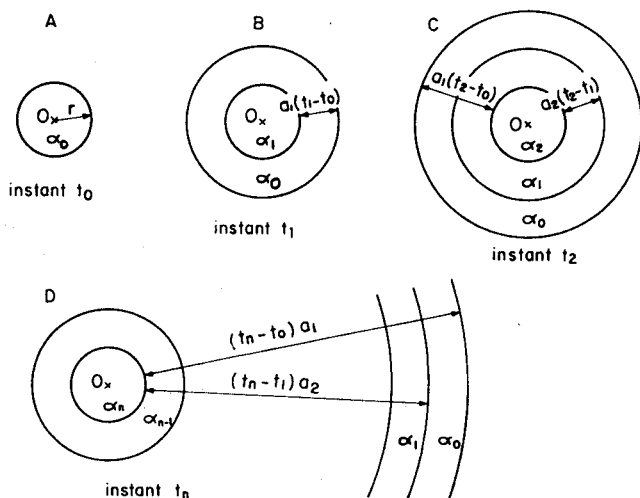 A
O× r
α₀
instant t₀
B
a₁(t₁-t₀)
O×
α₁
α₀
instant t₁
C
a₁(t₂-t₀)
a₂(t₂-t₁)
O×
α₂
α₁
α₀
instant t₂
D
(tₙ-t₀)a₁
O×
(tₙ-t₁)a₂
αₙ
αₙ₋₁
α₁
α₀
instant tₙ